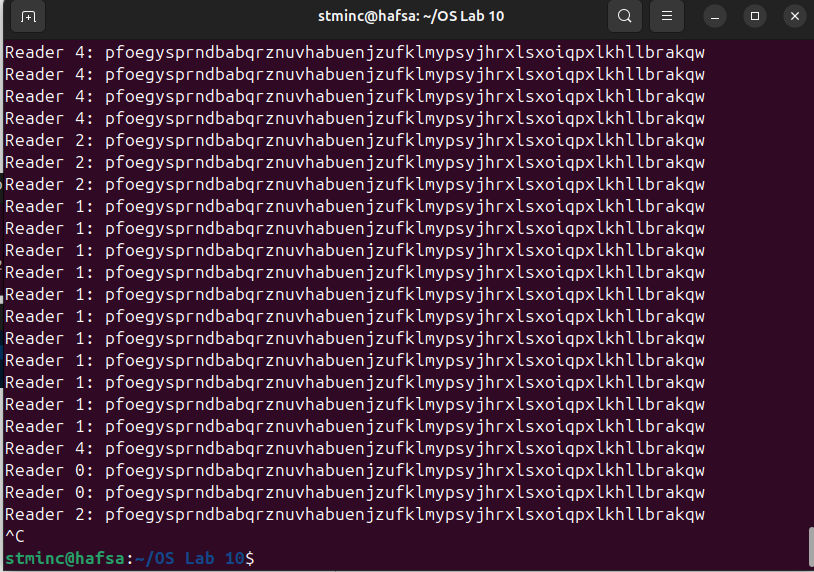 stminc@hafsa: ~/OS Lab 10
Reader 4: pfoegysprndbabqrznuvhabuenjzufklmypsyjhrxlsxoiqpxlkhllbrakqw
Reader 4: pfoegysprndbabqrznuvhabuenjzufklmypsyjhrxlsxoiqpxlkhllbrakqw
Reader 4: pfoegysprndbabqrznuvhabuenjzufklmypsyjhrxlsxoiqpxlkhllbrakqw
Reader 4: pfoegysprndbabqrznuvhabuenjzufklmypsyjhrxlsxoiqpxlkhllbrakqw
Reader 2: pfoegysprndbabqrznuvhabuenjzufklmypsyjhrxlsxoiqpxlkhllbrakqw
Reader 2: pfoegysprndbabqrznuvhabuenjzufklmypsyjhrxlsxoiqpxlkhllbrakqw
Reader 2: pfoegysprndbabqrznuvhabuenjzufklmypsyjhrxlsxoiqpxlkhllbrakqw
Reader 1: pfoegysprndbabqrznuvhabuenjzufklmypsyjhrxlsxoiqpxlkhllbrakqw
Reader 1: pfoegysprndbabqrznuvhabuenjzufklmypsyjhrxlsxoiqpxlkhllbrakqw
Reader 1: pfoegysprndbabqrznuvhabuenjzufklmypsyjhrxlsxoiqpxlkhllbrakqw
Reader 1: pfoegysprndbabqrznuvhabuenjzufklmypsyjhrxlsxoiqpxlkhllbrakqw
Reader 1: pfoegysprndbabqrznuvhabuenjzufklmypsyjhrxlsxoiqpxlkhllbrakqw
Reader 1: pfoegysprndbabqrznuvhabuenjzufklmypsyjhrxlsxoiqpxlkhllbrakqw
Reader 1: pfoegysprndbabqrznuvhabuenjzufklmypsyjhrxlsxoiqpxlkhllbrakqw
Reader 1: pfoegysprndbabqrznuvhabuenjzufklmypsyjhrxlsxoiqpxlkhllbrakqw
Reader 1: pfoegysprndbabqrznuvhabuenjzufklmypsyjhrxlsxoiqpxlkhllbrakqw
Reader 1: pfoegysprndbabqrznuvhabuenjzufklmypsyjhrxlsxoiqpxlkhllbrakqw
Reader 1: pfoegysprndbabqrznuvhabuenjzufklmypsyjhrxlsxoiqpxlkhllbrakqw
Reader 4: pfoegysprndbabqrznuvhabuenjzufklmypsyjhrxlsxoiqpxlkhllbrakqw
Reader 0: pfoegysprndbabqrznuvhabuenjzufklmypsyjhrxlsxoiqpxlkhllbrakqw
Reader 0: pfoegysprndbabqrznuvhabuenjzufklmypsyjhrxlsxoiqpxlkhllbrakqw
Reader 2: pfoegysprndbabqrznuvhabuenjzufklmypsyjhrxlsxoiqpxlkhllbrakqw
^C
stminc@hafsa:~/OS Lab 10$